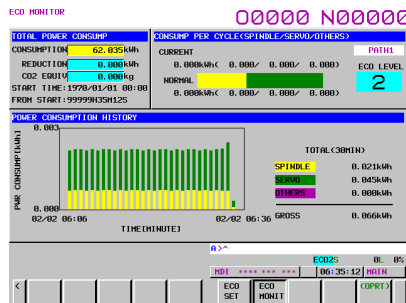 ECO MONITOR
O0000 N00000
TOTAL POWER CONSUMP
CONSUMPTION 62.035kWh
REDUCTION 0.000kWh
CO2 EQUIV 0.000kg
START TIME:1970/01/01 00:00
FROM START:99999H35M12S
CONSUMP PER CYCLE(SPINDLE/SERVO/OTHERS)
CURRENT
0.000kWh( 0.000/ 0.000/ 0.000)
NORMAL
0.000kWh( 0.000/ 0.000/ 0.000)
PATH1
ECO LEVEL
2
POWER CONSUMPTION HISTORY
PWR CONSUMPTION[kWh]
0.003
0.000
02/02 06:06
02/02 06:36
TIME[MINUTE]
TOTAL(30MIN)
SPINDLE 0.021kWh
SERVO 0.045kWh
OTHERS 0.000kWh
GROSS 0.066kWh
A>^
ECO2S 0L 0%
MDI **** *** *** 06:35:12 MAIN
< ECO SET ECO MONIT (OPRT)